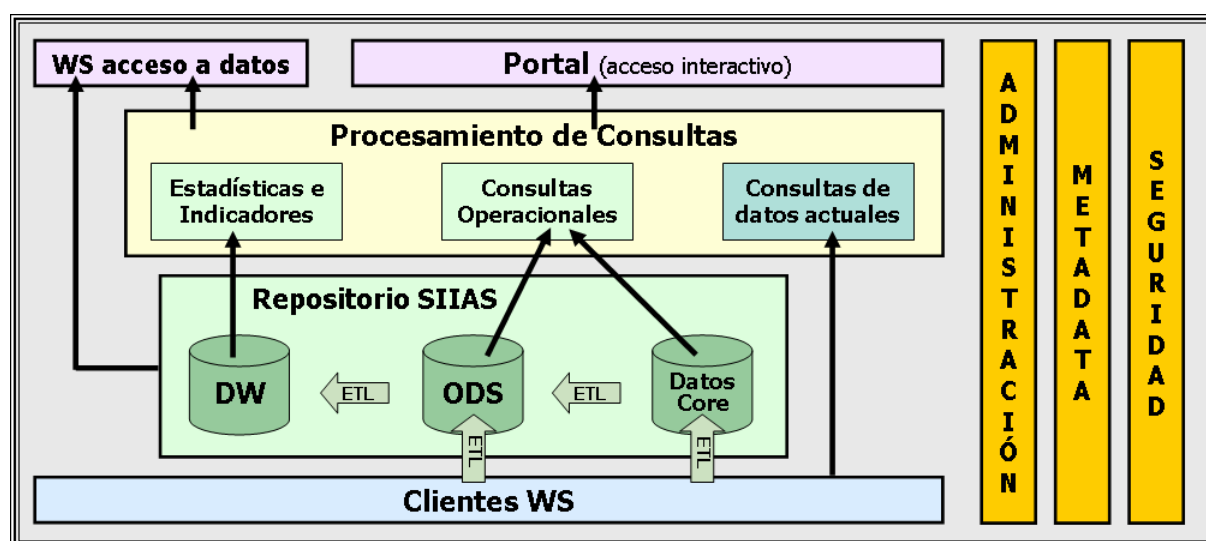 WS acceso a datos
Portal (acceso interactivo)
Procesamiento de Consultas
Estadísticas e
Indicadores
Consultas
Operacionales
Consultas de
datos actuales
Repositorio SIIAS
DW
ETL
ODS
ETL
Datos
Core
ETL
ETL
Clientes WS
ADMINISTRACIÓN
METADATA
SEGURIDAD